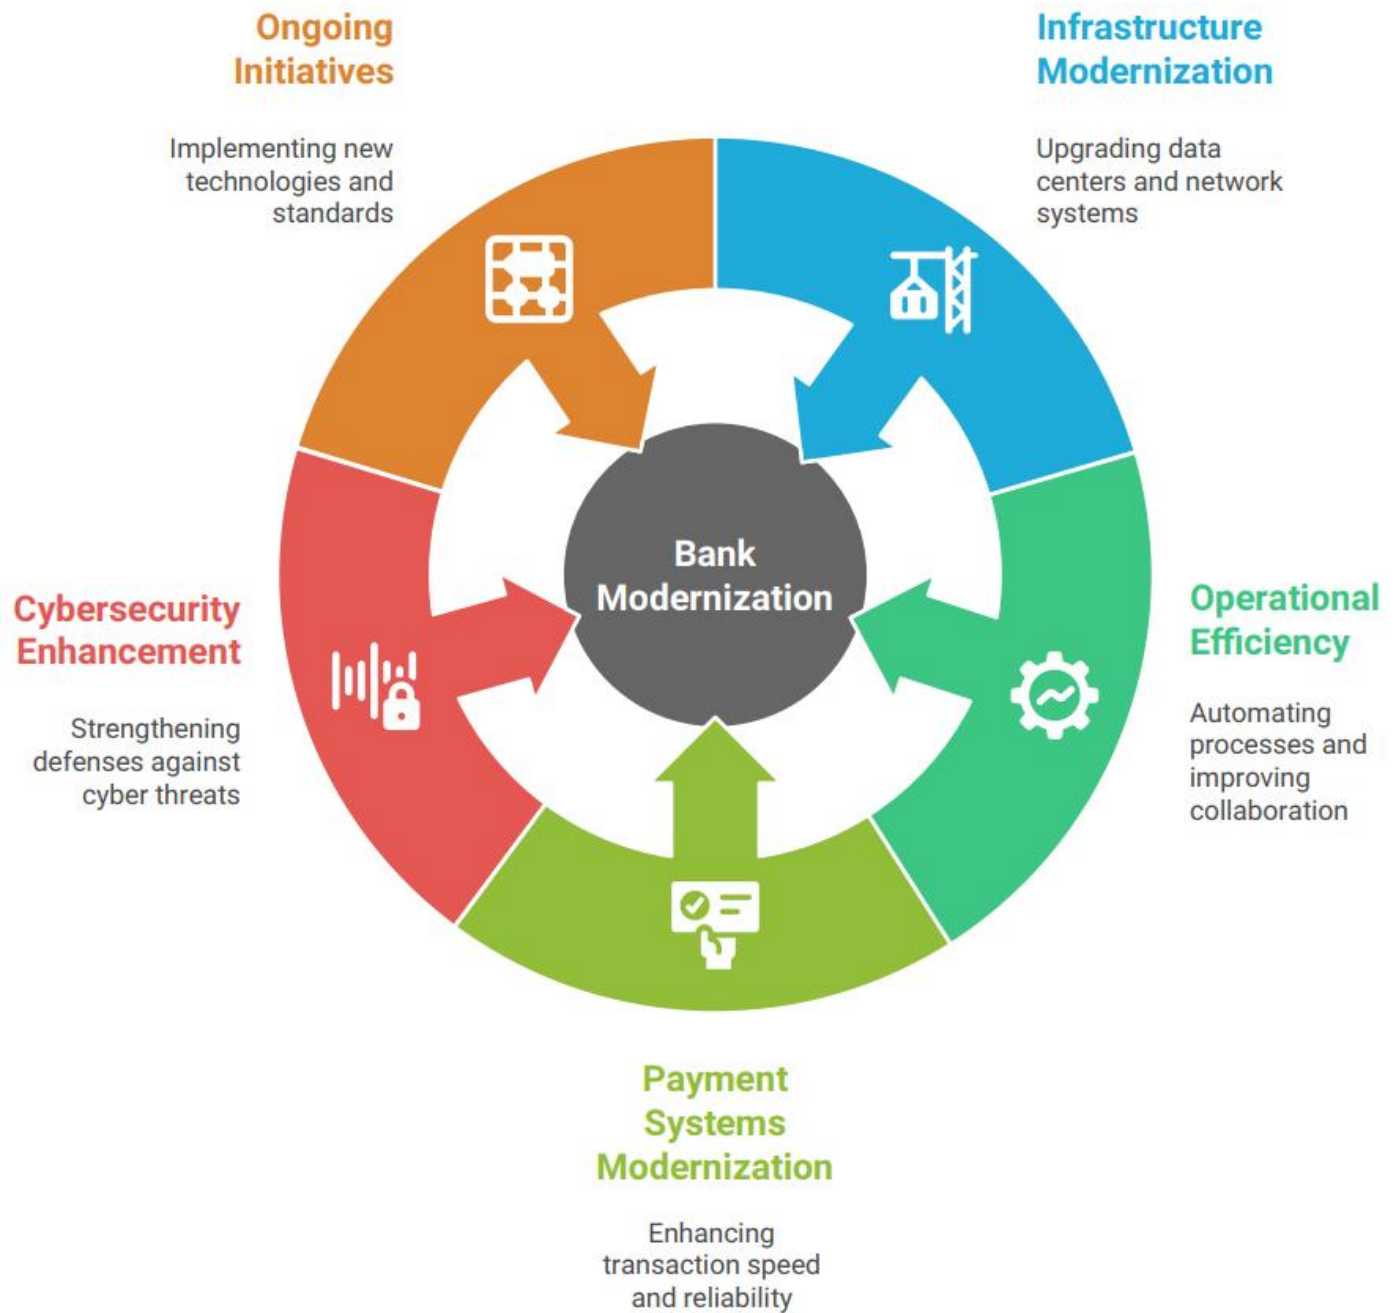 Ongoing
Initiatives
Implementing new
technologies and
standards
Infrastructure
Modernization
Upgrading data
centers and network
systems
Bank
Modernization
Cybersecurity
Enhancement
Strengthening
defenses against
cyber threats
Operational
Efficiency
Automating
processes and
improving
collaboration
Payment
Systems
Modernization
Enhancing
transaction speed
and reliability